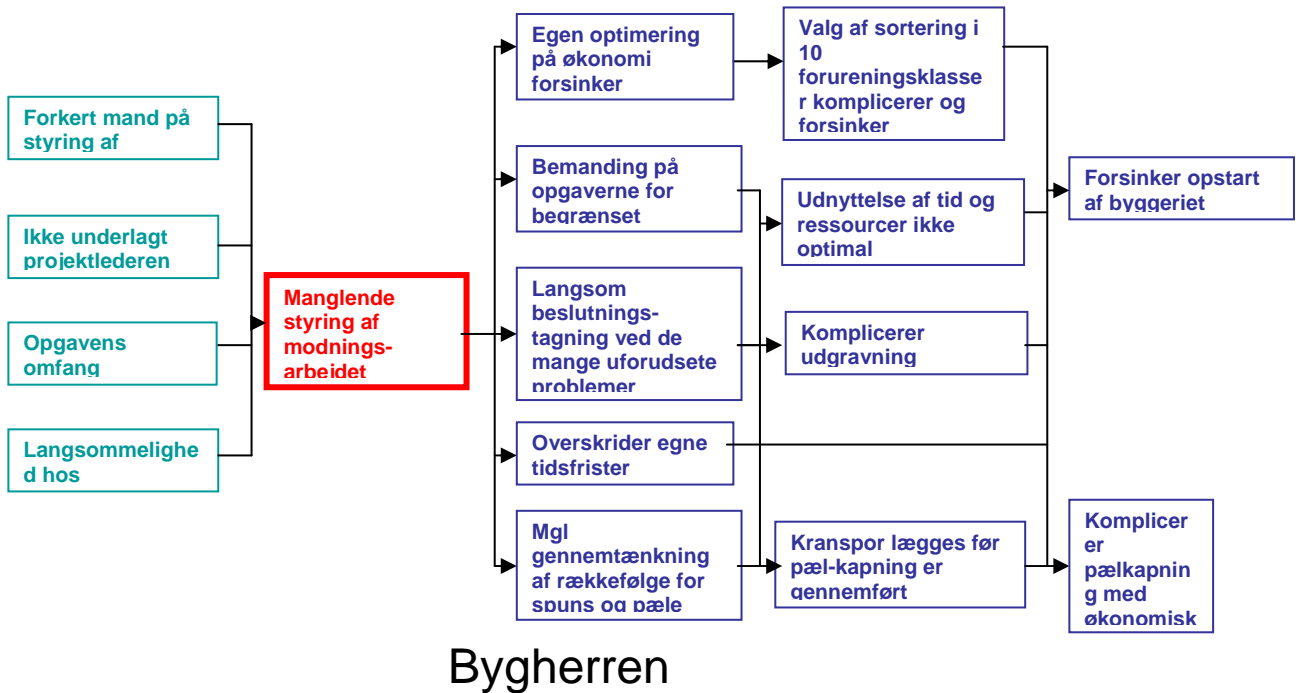 Forkert mand på
styring af
Ikke underlagt
projektlederen
Opgavens
omfang
Langsommelighe
d hos
Manglende
styring af
modnings-
arbejdet
Egen optimering
på økonomi
forsinker
Bemanding på
opgaverne for
begrænset
Langsom
beslutnings-
tagning ved de
mange uforudsete
problemer
Overskrider egne
tidsfrister
Mgl
gennemtænkning
af rækkefølge for
spuns og pæle
Valg af sortering i
10
forureningsklasse
r komplicerer og
forsinker
Udnyttelse af tid og
ressourcer ikke
optimal
Komplicerer
udgravning
Kranspor lægges før
pæl-kapning er
gennemført
Forsinker opstart
af byggeriet
Komplicer
er
pælkapnin
g med
økonomisk
Bygherren